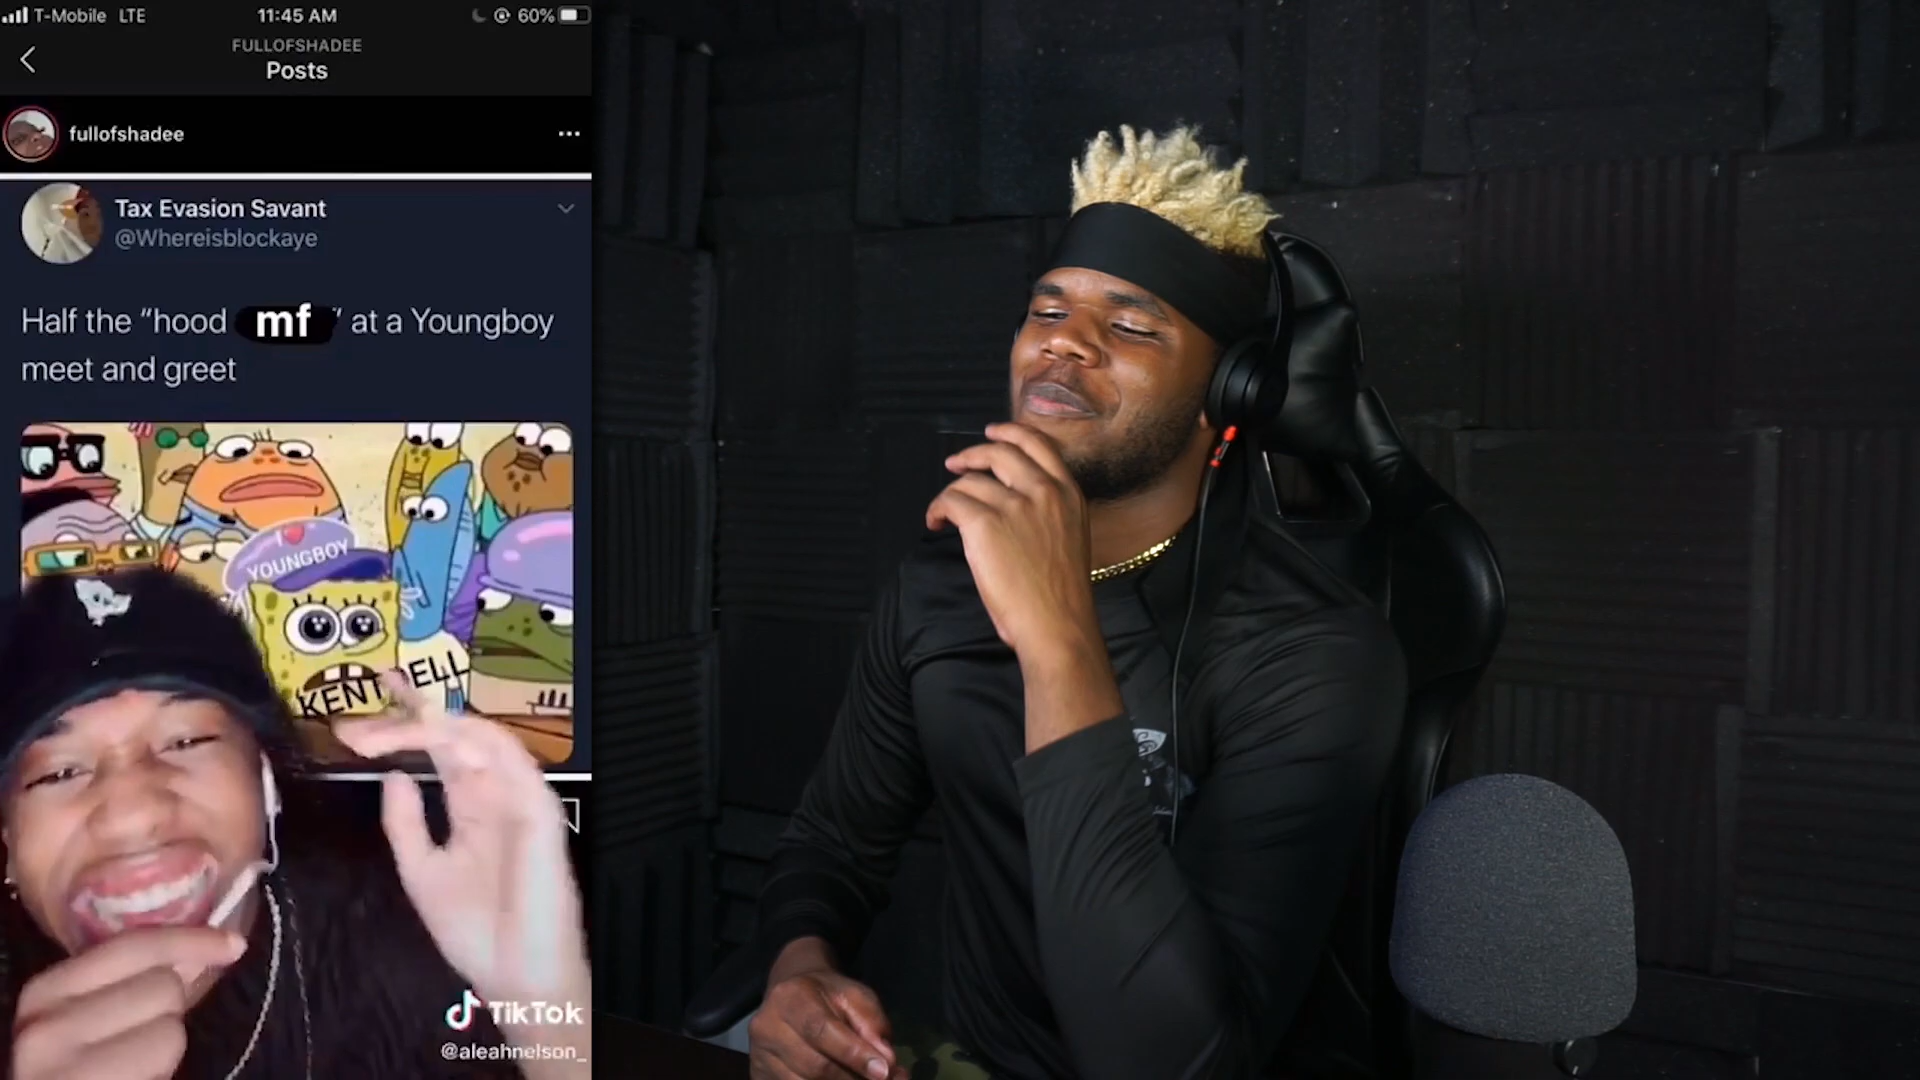 T-Mobile LTE 11:45 AM 60%
FULLOFSHADEE
Posts
fullofshadee
Tax Evasion Savant
@Whereisblockaye
Half the “hood mf ” at a Youngboy
meet and greet
I
YOUNGBOY
TikTok
@aleahnelson_